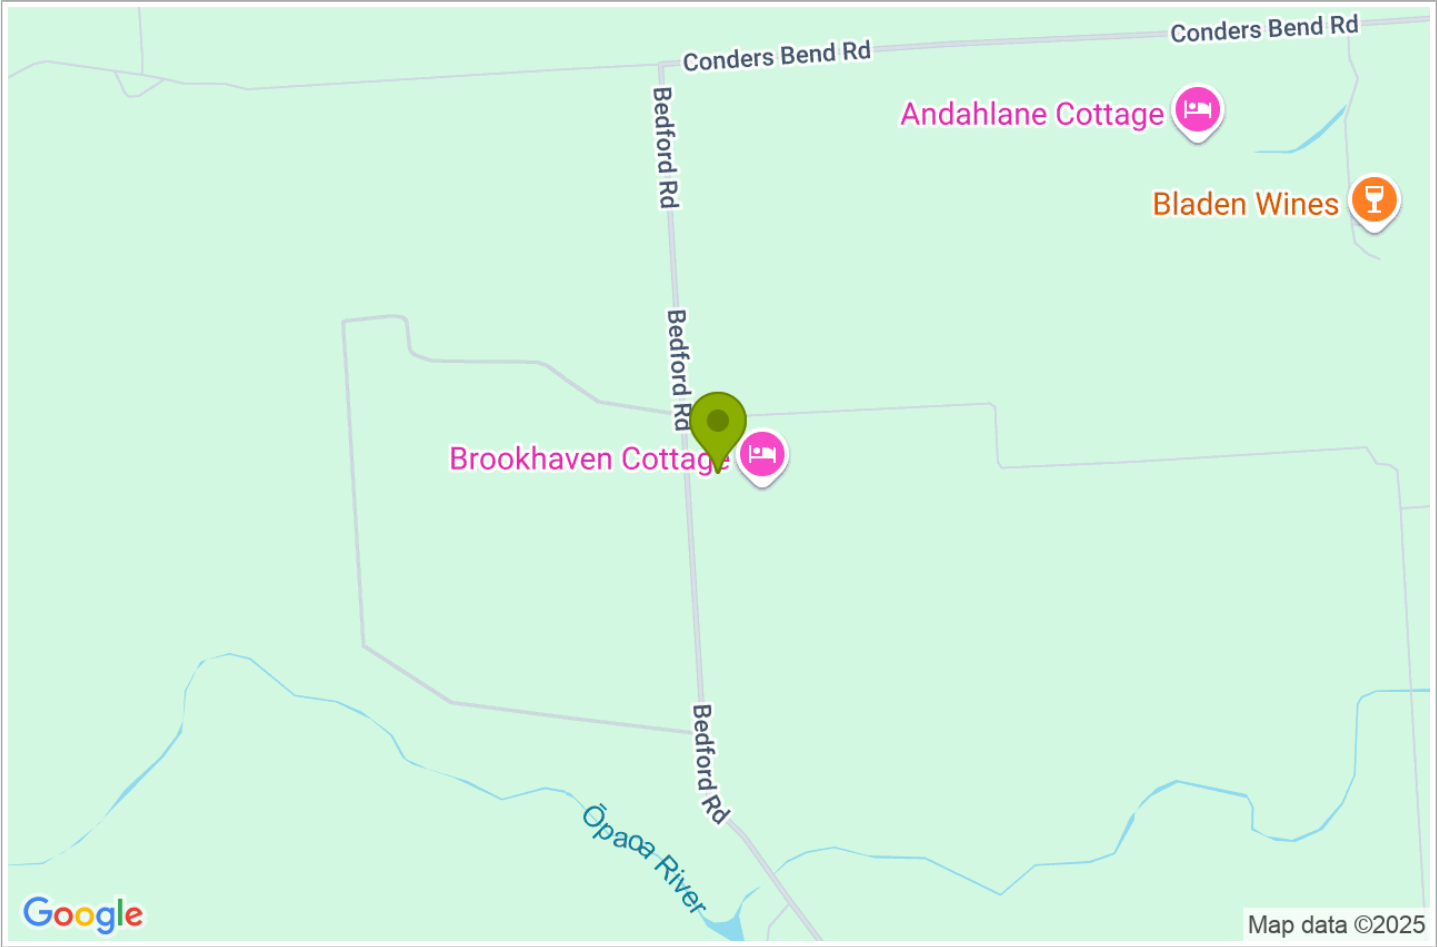 Conders Bend Rd
Conders Bend Rd
Bedford Rd
Andahlane Cottage
Bladen Wines
Bedford Rd
Brookhaven Cottage
Bedford Rd
Ōpaoa River
Google
Map data ©2025